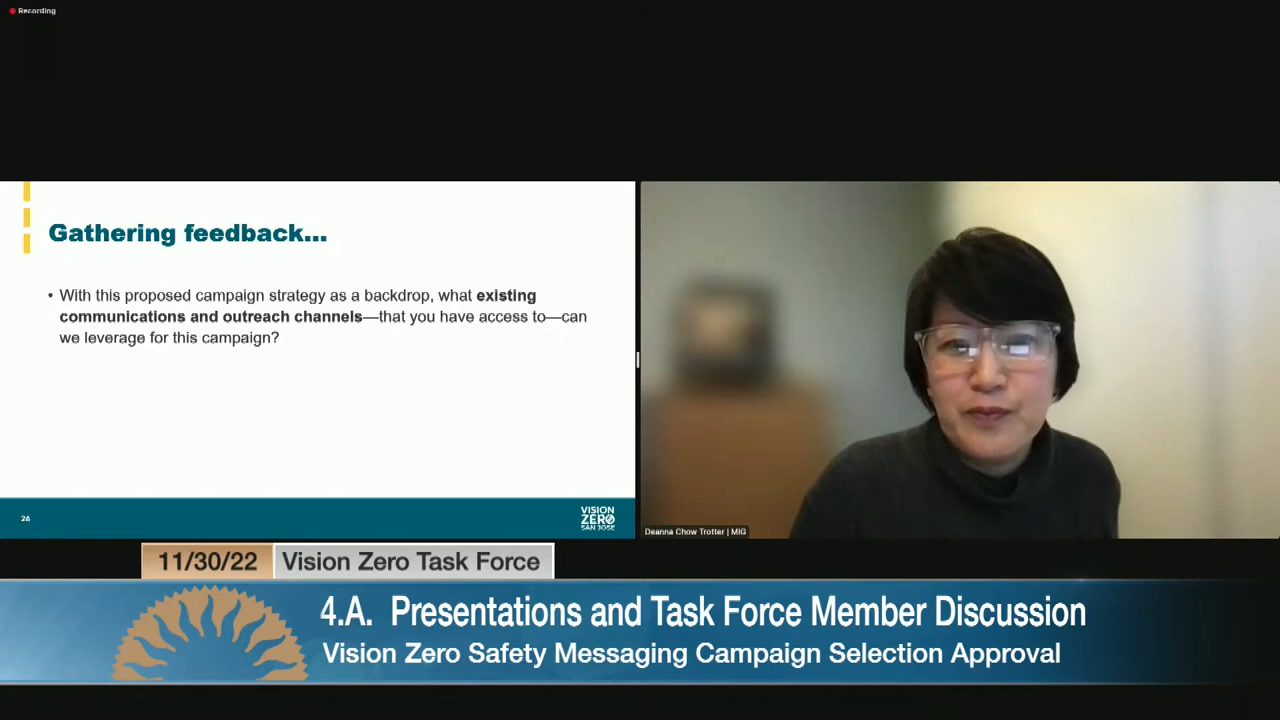 Recording
Gathering feedback...
• With this proposed campaign strategy as a backdrop, what existing
communications and outreach channels—that you have access to—can
we leverage for this campaign?
26
VISION
ZERO
SAN JOSE
Deanna Chow Trotter | MIG
11/30/22 Vision Zero Task Force
4.A. Presentations and Task Force Member Discussion
Vision Zero Safety Messaging Campaign Selection Approval